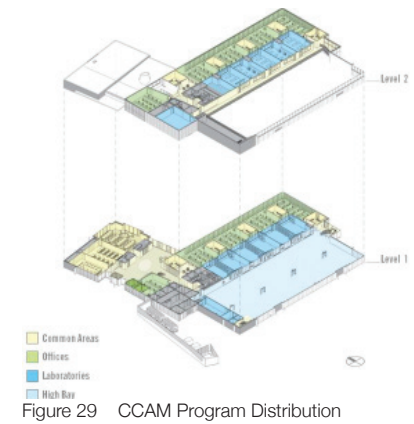 Level 2
Level 1
Common Areas
Offices
Laboratories
High Bay
Figure 29 CCAM Program Distribution